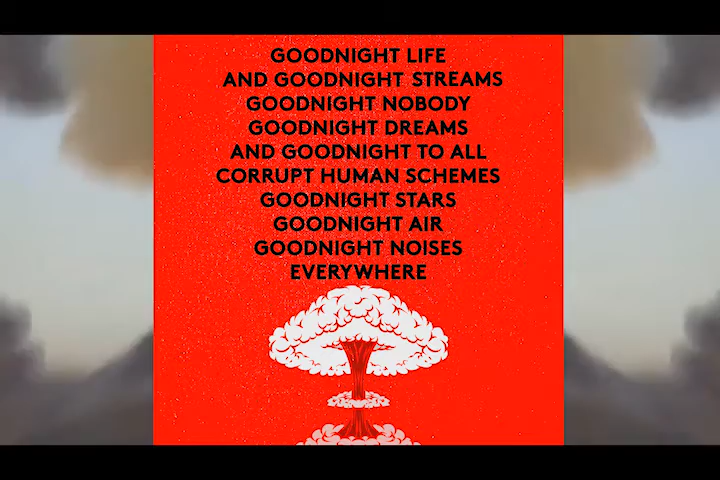 GOODNIGHT LIFE
AND GOODNIGHT STREAMS
GOODNIGHT NOBODY
GOODNIGHT DREAMS
AND GOODNIGHT TO ALL
CORRUPT HUMAN SCHEMES
GOODNIGHT STARS
GOODNIGHT AIR
GOODNIGHT NOISES
EVERYWHERE